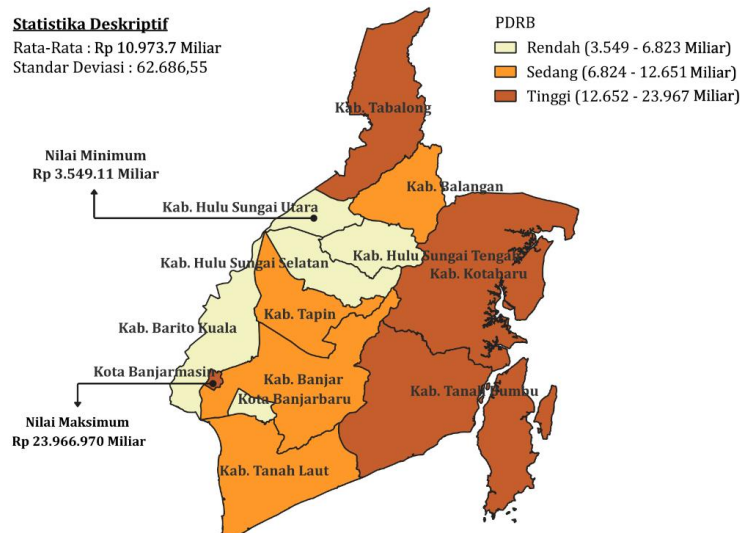 Statistika Deskriptif
Rata-Rata : Rp 10.973.7 Miliar
Standar Deviasi : 62.686,55
PDRB
Rendah (3.549 - 6.823 Miliar)
Sedang (6.824 - 12.651 Miliar)
Tinggi (12.652 - 23.967 Miliar)
Kab. Tabalong
Nilai Minimum
Rp 3.549.11 Miliar
Kab. Balangan
Kab. Hulu Sungai Utara
Kab. Hulu Sungai Tengah
Kab. Hulu Sungai Selatan
Kab. Kotabaru
Kab. Tapin
Kab. Barito Kuala
Kota Banjarmasin
Kab. Banjar
Kab. Tanah Bumbu
Kota Banjarbaru
Nilai Maksimum
Rp 23.966.970 Miliar
Kab. Tanah Laut